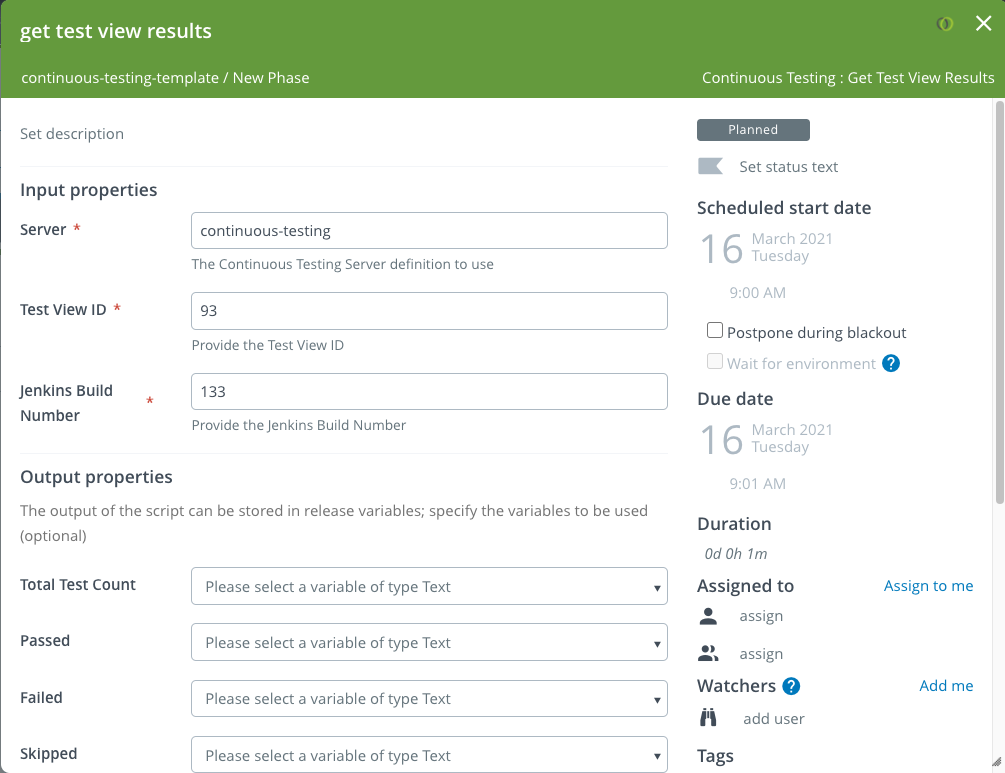 get test view results
continuous-testing-template / New Phase
Continuous Testing : Get Test View Results
Set description
Input properties
Server *
continuous-testing
The Continuous Testing Server definition to use
Test View ID *
93
Provide the Test View ID
Jenkins Build
Number *
133
Provide the Jenkins Build Number
Output properties
The output of the script can be stored in release variables; specify the variables to be used
(optional)
Total Test Count
Please select a variable of type Text
Passed
Please select a variable of type Text
Failed
Please select a variable of type Text
Skipped
Please select a variable of type Text
Planned
Set status text
Scheduled start date
16
March 2021
Tuesday
9:00 AM
Postpone during blackout
Wait for environment ?
Due date
16
March 2021
Tuesday
9:01 AM
Duration
0d 0h 1m
Assigned to
Assign to me
assign
assign
Watchers ?
Add me
add user
Tags